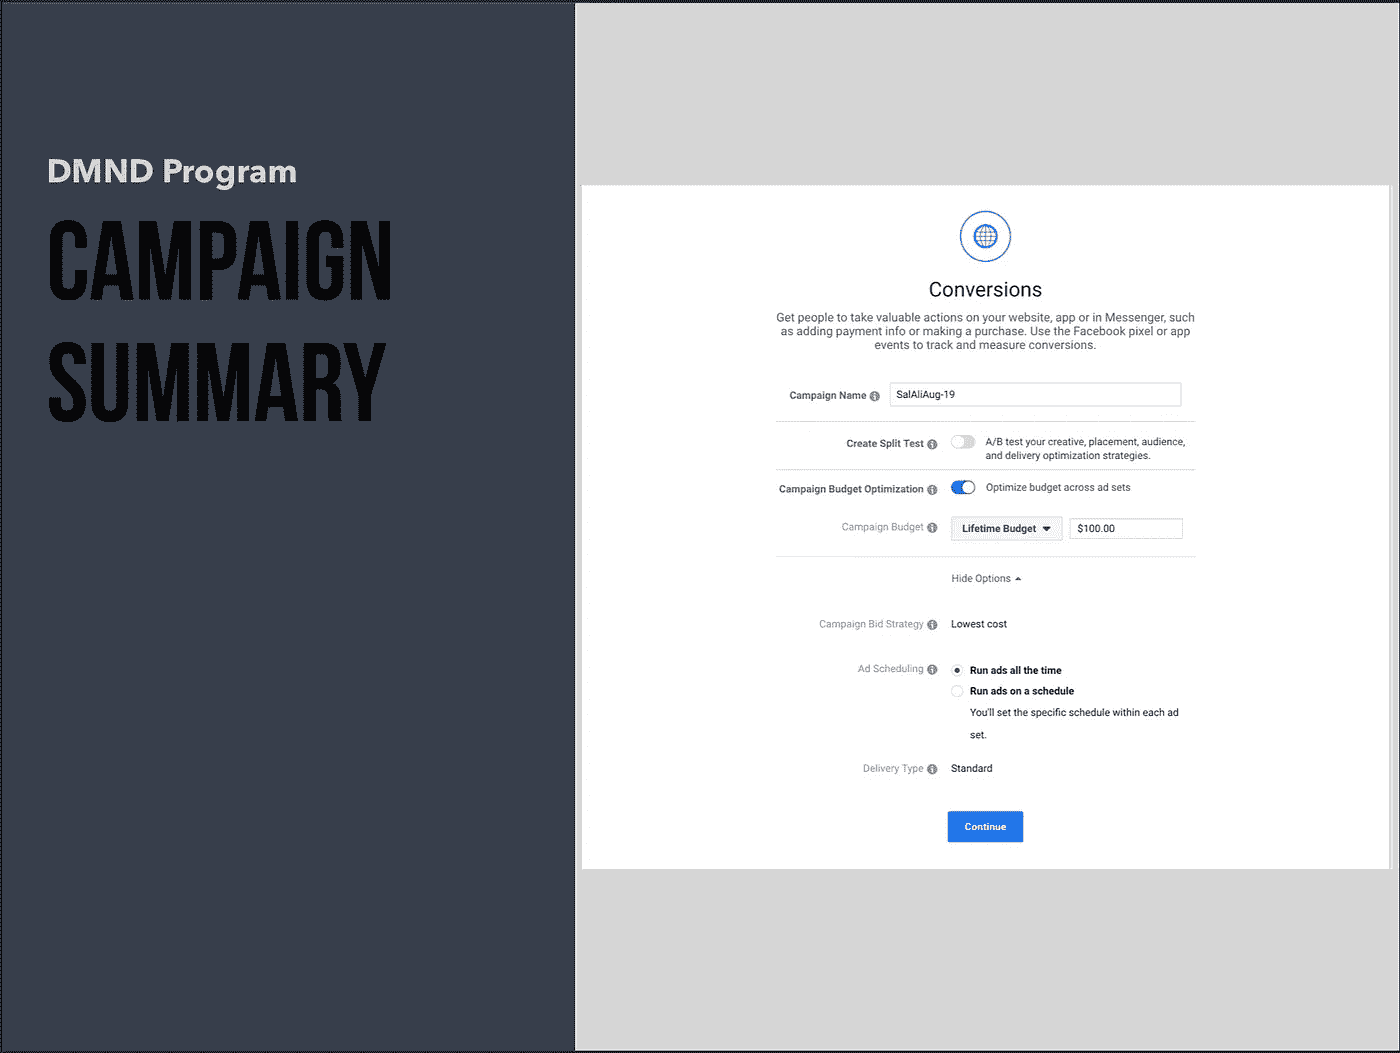 DMND Program
CAMPAIGN
SUMMARY
Conversions
Get people to take valuable actions on your website, app or in Messenger, such
as adding payment info or making a purchase. Use the Facebook pixel or app
events to track and measure conversions.
Campaign Name SalAliAug-19
Create Split Test A/B test your creative, placement, audience,
and delivery optimization strategies.
Campaign Budget Optimization Optimize budget across ad sets
Campaign Budget Lifetime Budget $100.00
Hide Options
Campaign Bid Strategy Lowest cost
Ad Scheduling Run ads all the time
Run ads on a schedule
You'll set the specific schedule within each ad
set.
Delivery Type Standard
Continue